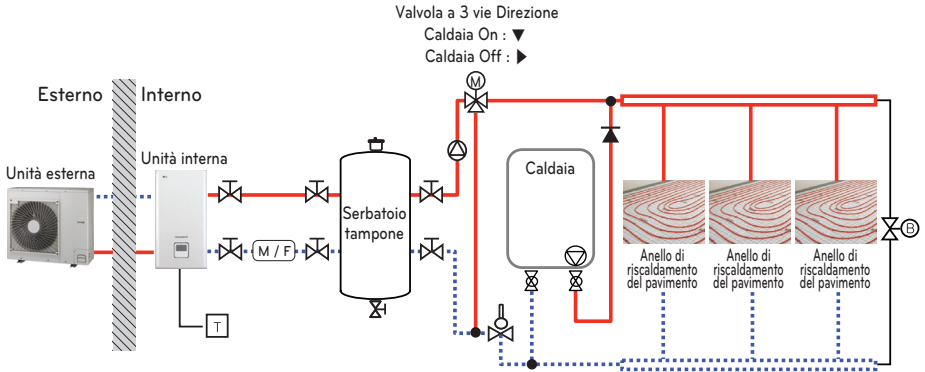 Valvola a 3 vie Direzione
Caldaia On : ▼
Caldaia Off : ▶
M
Esterno
Interno
Unità esterna
Unità interna
Caldaia
Serbatoio
tampone
M / F
B
Anello di
riscaldamento
del pavimento
Anello di
riscaldamento
del pavimento
Anello di
riscaldamento
del pavimento
T